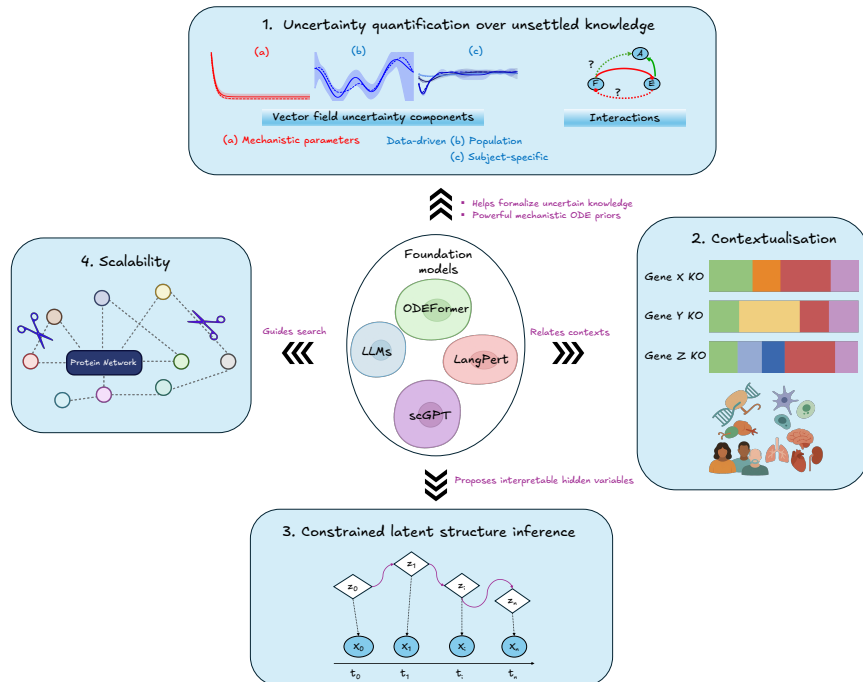 1. Uncertainty quantification over unsettled knowledge
(a)
(b)
(c)
A
?
F
E
?
Vector field uncertainty components
Interactions
(a) Mechanistic parameters
Data-driven (b) Population
(c) Subject-specific
Helps formalize uncertain knowledge
Powerful mechanistic ODE priors
4. Scalability
Protein Network
Guides search
Foundation
models
ODEFormer
LLMs
LangPert
scGPT
Relates contexts
2. Contextualisation
Gene X KO
Gene Y KO
Gene Z KO
Proposes interpretable hidden variables
3. Constrained latent structure inference
z₀
z₁
zᵢ
zₙ
X₀
X₁
Xᵢ
Xₙ
t₀
t₁
tᵢ
tₙ